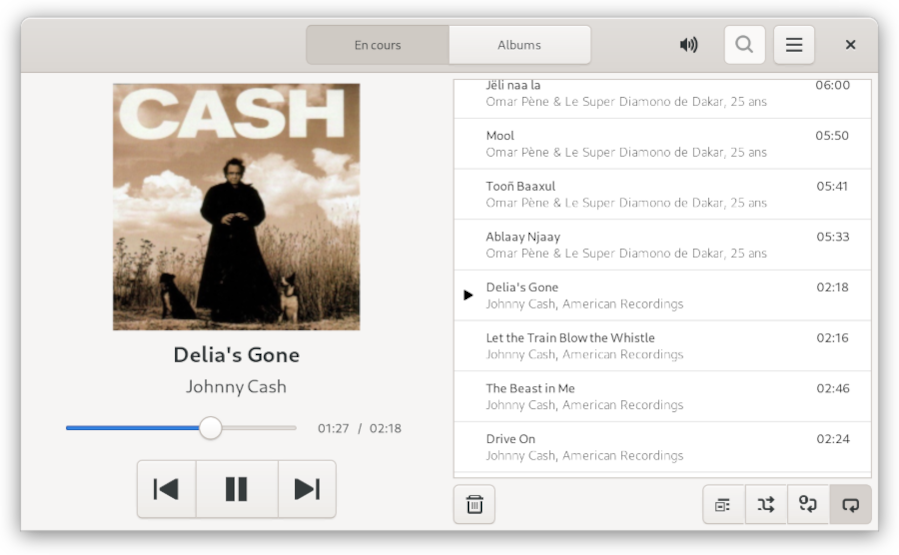 En cours
Albums
CASH
Delia's Gone
Johnny Cash
01:27 / 02:18
Jëli naa la 06:00
Omar Pène & Le Super Diamono de Dakar, 25 ans
Mool 05:50
Omar Pène & Le Super Diamono de Dakar, 25 ans
Tooñ Baaxul 05:41
Omar Pène & Le Super Diamono de Dakar, 25 ans
Ablaay Njaay 05:33
Omar Pène & Le Super Diamono de Dakar, 25 ans
Delia's Gone 02:18
Johnny Cash, American Recordings
Let the Train Blow the Whistle 02:16
Johnny Cash, American Recordings
The Beast in Me 02:46
Johnny Cash, American Recordings
Drive On 02:24
Johnny Cash, American Recordings